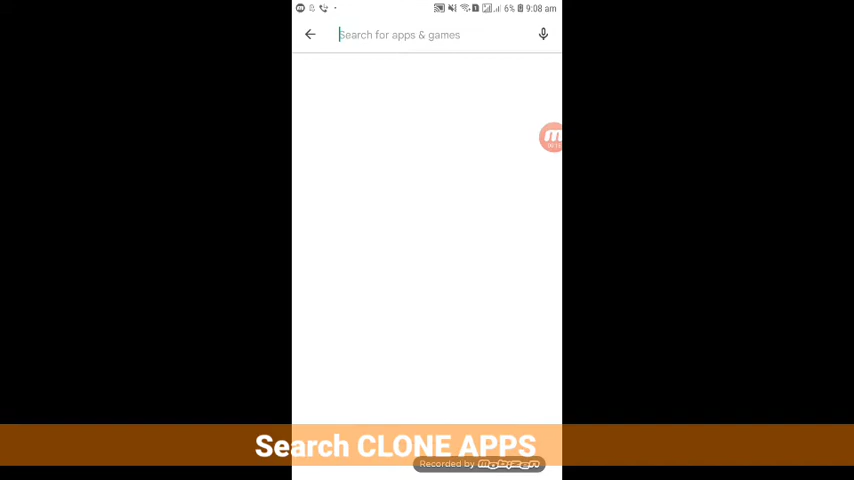 6% 9:08 am
Search for apps & games
Search CLONE APPS
Recorded by mobizen